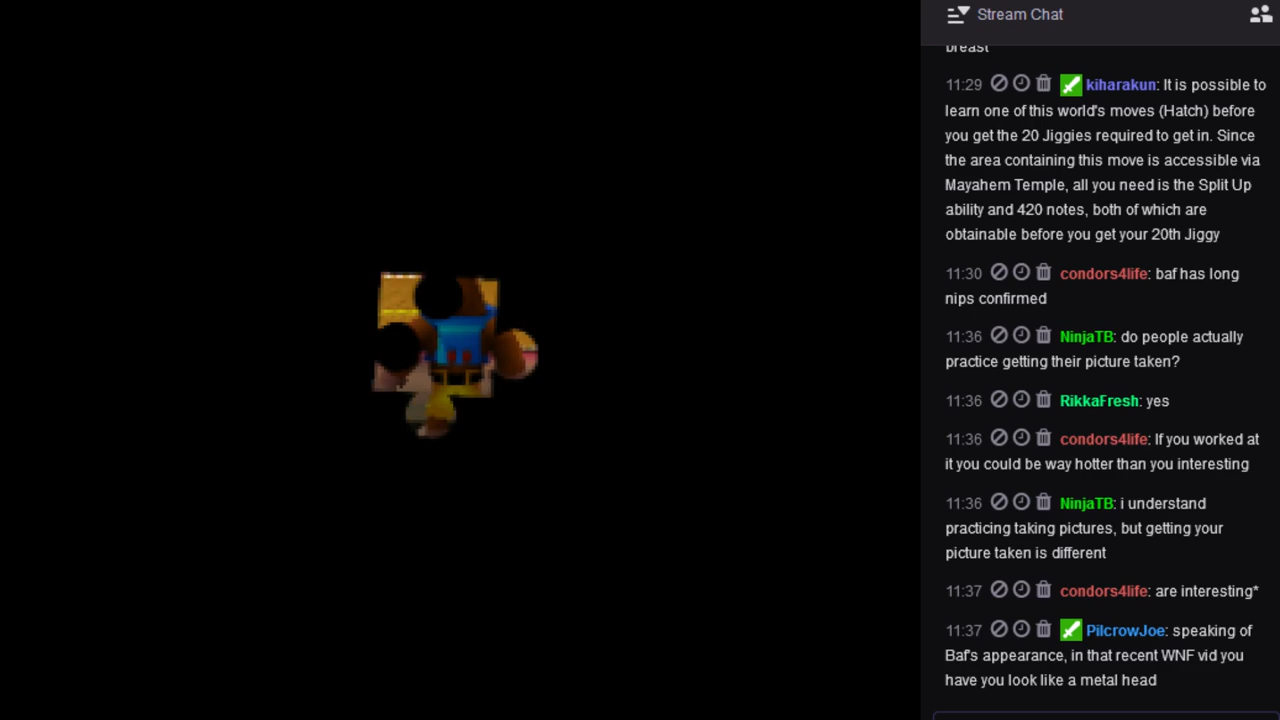 Stream Chat
breast
11:29 kiharakun: It is possible to
learn one of this world's moves (Hatch) before
you get the 20 Jiggies required to get in. Since
the area containing this move is accessible via
Mayahem Temple, all you need is the Split Up
ability and 420 notes, both of which are
obtainable before you get your 20th Jiggy
11:30 condors4life: baf has long
nips confirmed
11:36 NinjaTB: do people actually
practice getting their picture taken?
11:36 RikkaFresh: yes
11:36 condors4life: If you worked at
it you could be way hotter than you interesting
11:36 NinjaTB: i understand
practicing taking pictures, but getting your
picture taken is different
11:37 condors4life: are interesting*
11:37 PilcrowJoe: speaking of
Baf's appearance, in that recent WNF vid you
have you look like a metal head